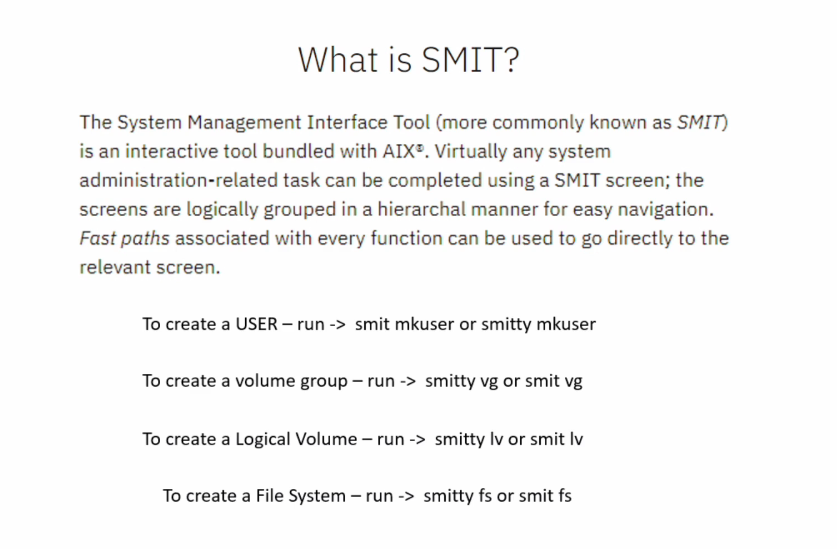 What is SMIT?
The System Management Interface Tool (more commonly known as SMIT)
is an interactive tool bundled with AIX®. Virtually any system
administration-related task can be completed using a SMIT screen; the
screens are logically grouped in a hierarchal manner for easy navigation.
Fast paths associated with every function can be used to go directly to the
relevant screen.
To create a USER – run -> smit mkuser or smitty mkuser
To create a volume group – run -> smitty vg or smit vg
To create a Logical Volume – run -> smitty lv or smit lv
To create a File System – run -> smitty fs or smit fs